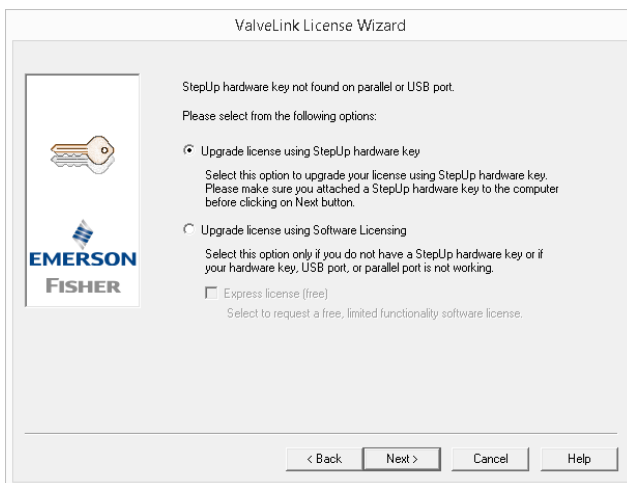 ValveLink License Wizard
StepUp hardware key not found on parallel or USB port.
Please select from the following options:
Upgrade license using StepUp hardware key
Select this option to upgrade your license using StepUp hardware key.
Please make sure you attached a StepUp hardware key to the computer
before clicking on Next button.
Upgrade license using Software Licensing
Select this option only if you do not have a StepUp hardware key or if
your hardware key, USB port, or parallel port is not working.
Express license (free)
Select to request a free, limited functionality software license.
EMERSON
FISHER
< Back Next > Cancel Help